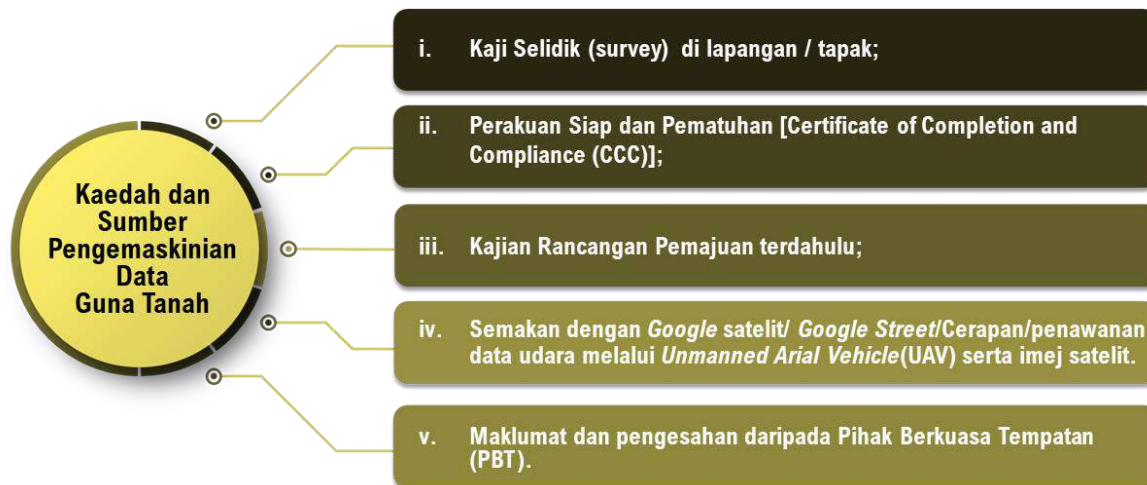 Kaedah dan
Sumber
Pengemaskinian
Data
Guna Tanah
i. Kaji Selidik (survey) di lapangan / tapak;
ii. Perakuan Siap dan Pematuhan [Certificate of Completion and
Compliance (CCC)];
iii. Kajian Rancangan Pemajuan terdahulu;
iv. Semakan dengan Google satelit/ Google Street/Cerapan/penawanan
data udara melalui Unmanned Arial Vehicle(UAV) serta imej satelit.
v. Maklumat dan pengesahan daripada Pihak Berkuasa Tempatan
(PBT).